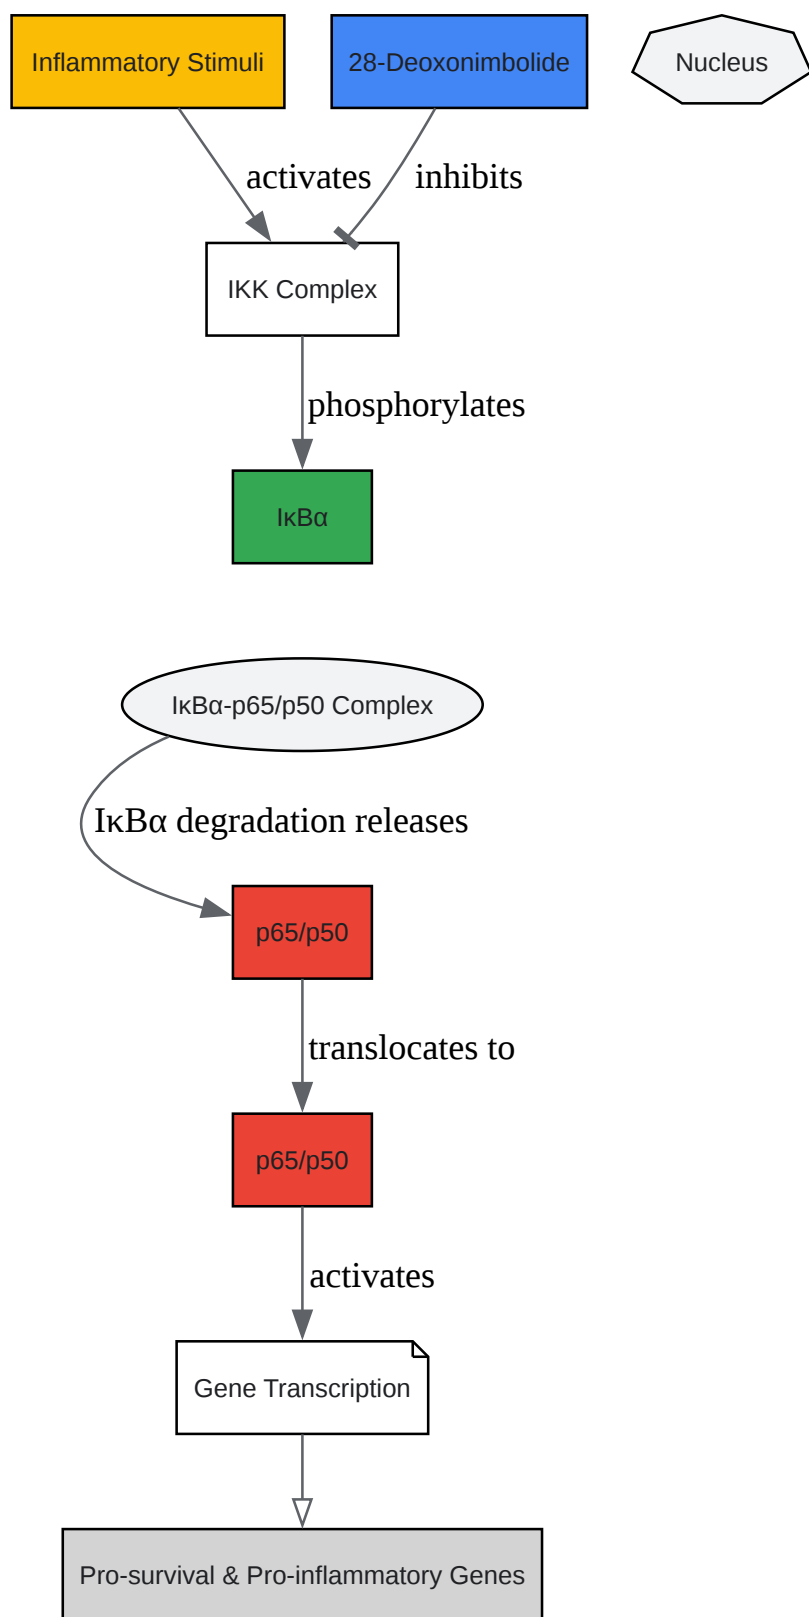 Inflammatory Stimuli
28-Deoxonimbolide
Nucleus
activates
inhibits
IKK Complex
phosphorylates
IκBα
IκBα-p65/p50 Complex
IκBα degradation releases
p65/p50
translocates to
p65/p50
activates
Gene Transcription
Pro-survival & Pro-inflammatory Genes